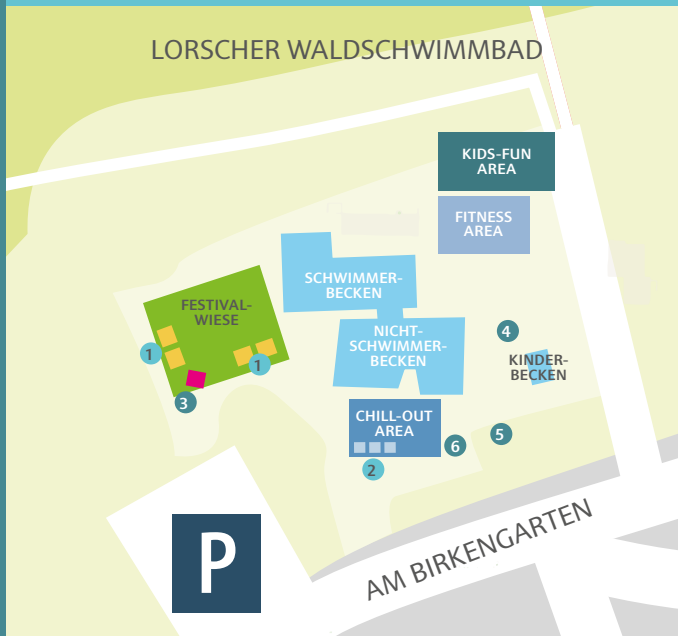 LORSCHER WALDSCHWIMMBAD
KIDS-FUN
AREA
FITNESS
AREA
SCHWIMMER-
BECKEN
FESTIVAL-
WIESE
NICHT-
SCHWIMMER-
BECKEN
4
1
1
KINDER-
BECKEN
3
CHILL-OUT
AREA
5
6
2
P
AM BIRKENGARTEN